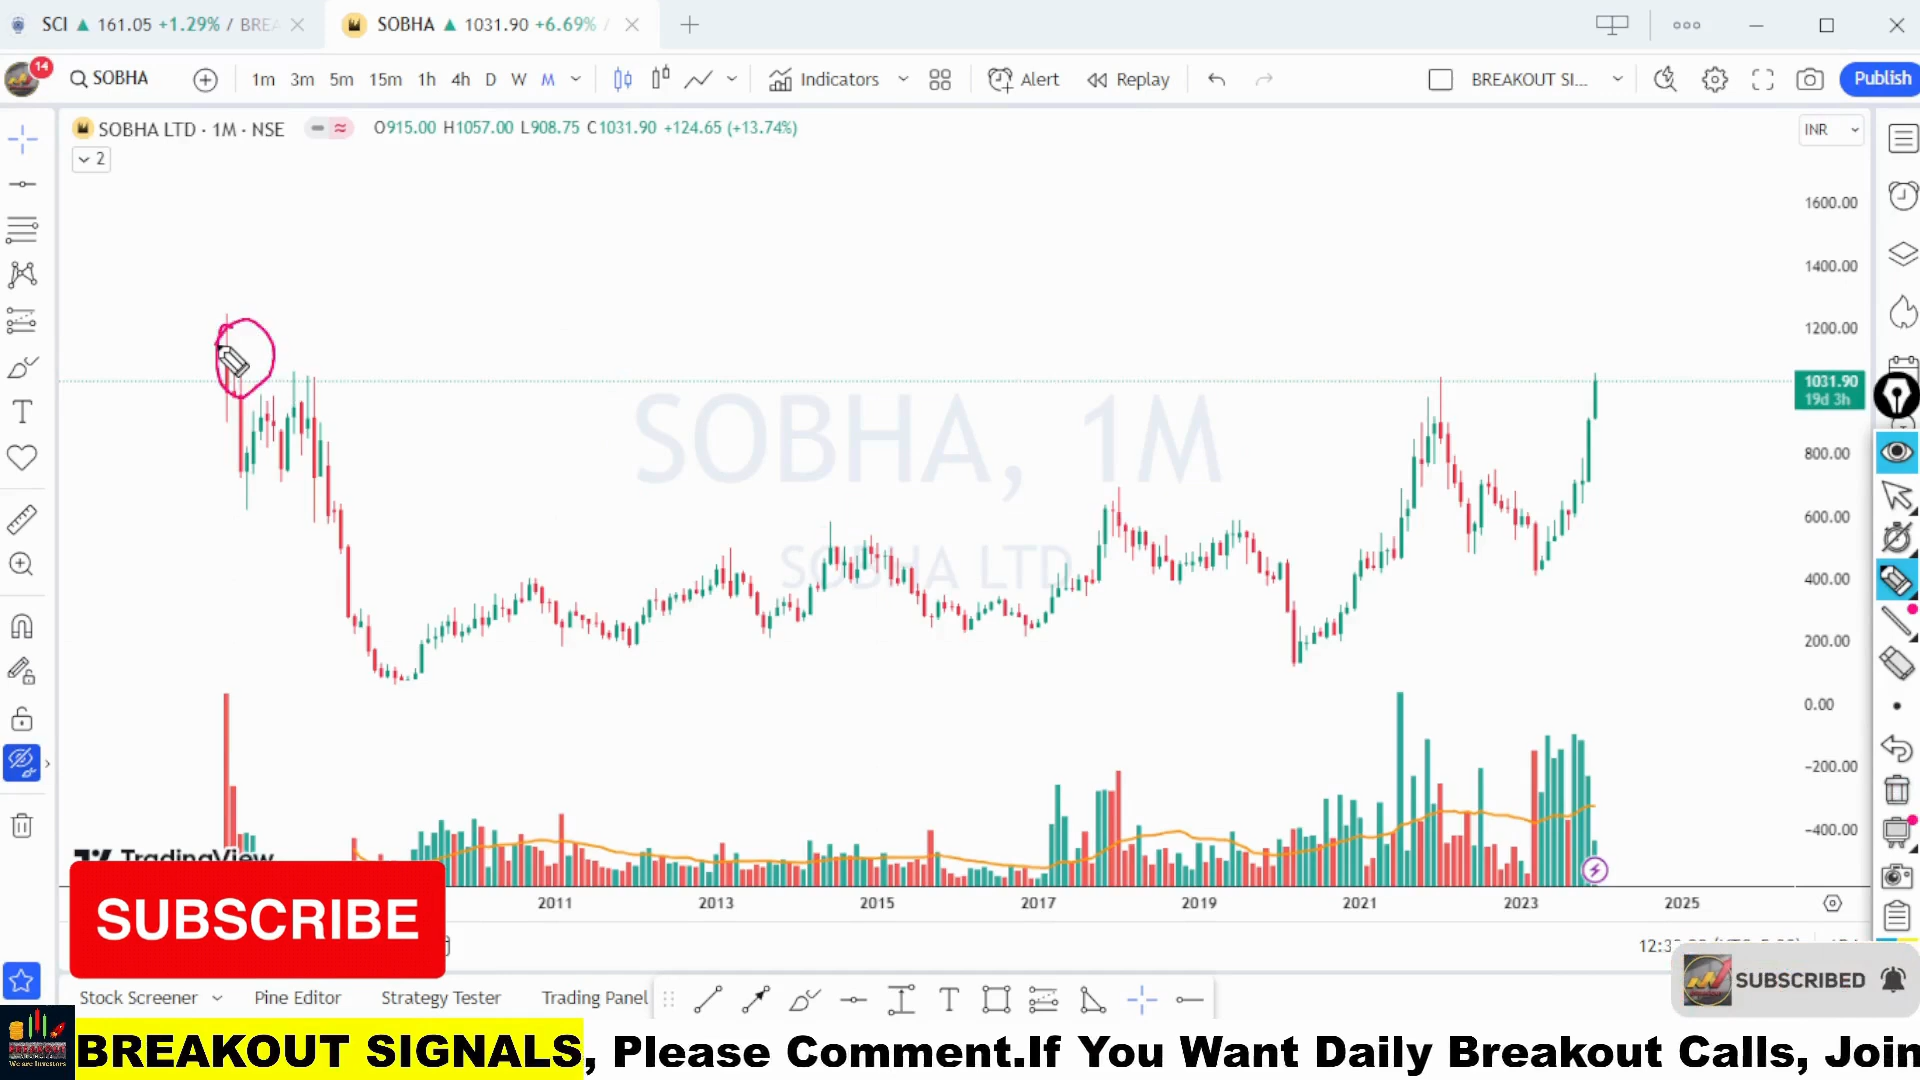 SCI ▲ 161.05 +1.29% / BREA
SOBHA ▲ 1031.90 +6.69% /
14
SOBHA
1m 3m 5m 15m 1h 4h D W M
Indicators
Alert
Replay
BREAKOUT SI...
Publish
SOBHA LTD · 1M · NSE
O915.00 H1057.00 L908.75 C1031.90 +124.65 (+13.74%)
INR
2
1600.00
1400.00
1200.00
1031.90
19d 3h
800.00
600.00
400.00
200.00
0.00
−200.00
−400.00
SOBHA, 1M
SOBHA LTD
TradingView
2011 2013 2015 2017 2019 2021 2023 2025
SUBSCRIBE
SUBSCRIBED
Stock Screener
Pine Editor
Strategy Tester
Trading Panel
BREAKOUT SIGNALS, Please Comment.If You Want Daily Breakout Calls, Join